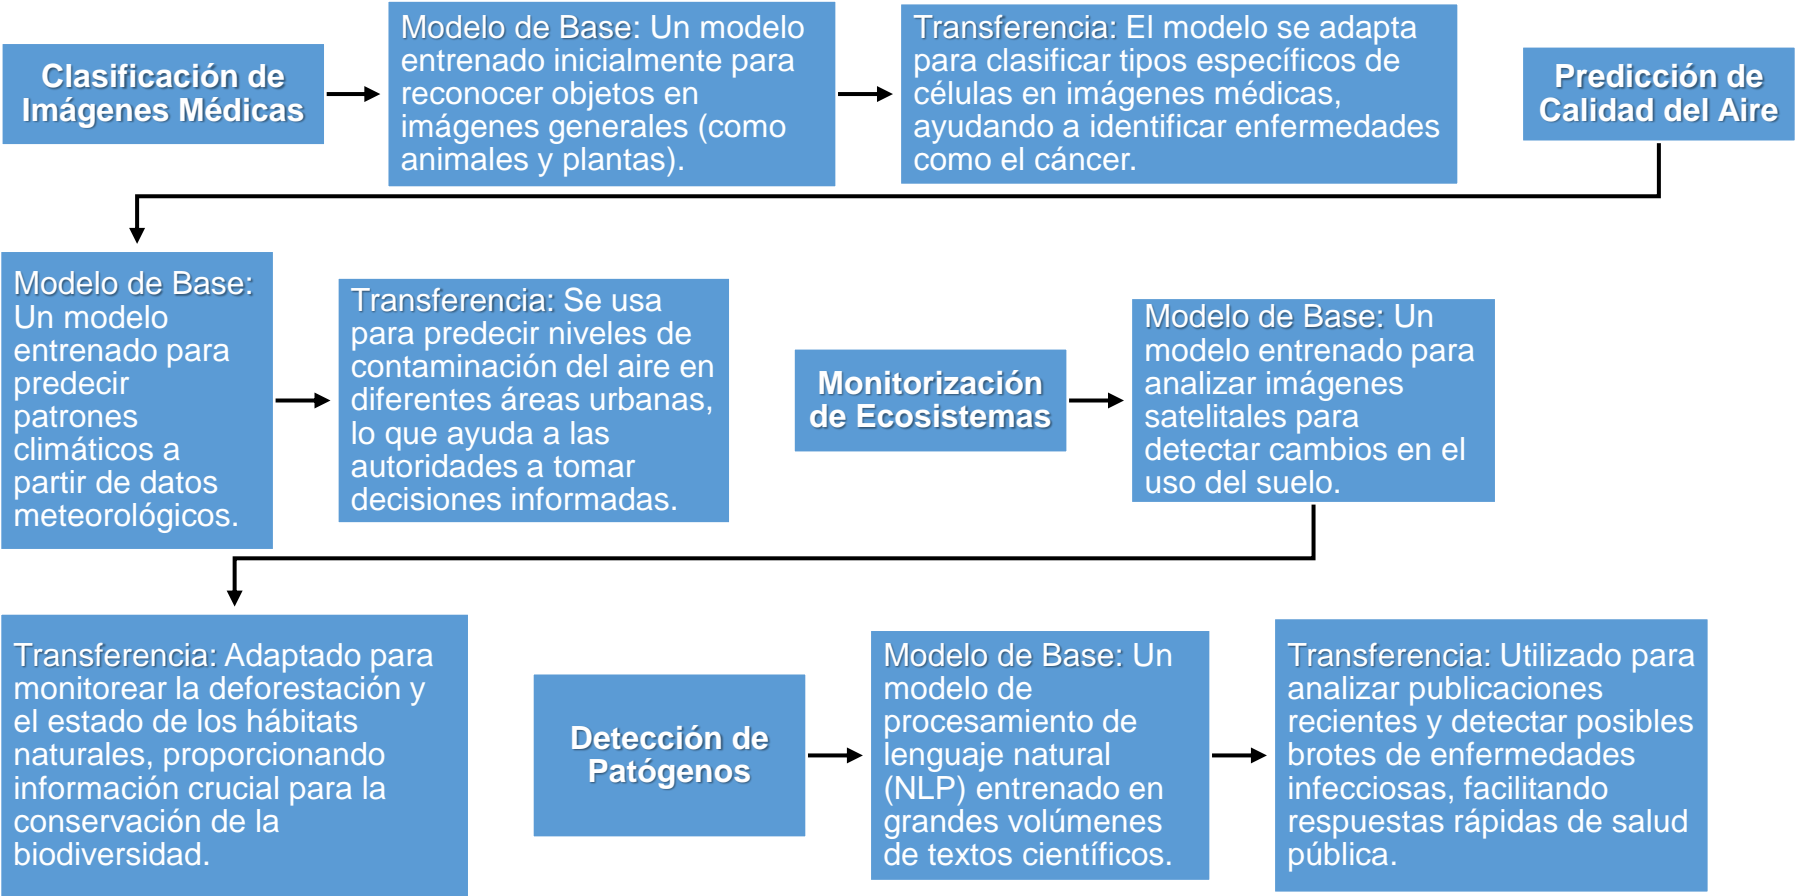 Clasificación de
Imágenes Médicas
Modelo de Base: Un modelo
entrenado inicialmente para
reconocer objetos en
imágenes generales (como
animales y plantas).
Transferencia: El modelo se adapta
para clasificar tipos específicos de
células en imágenes médicas,
ayudando a identificar enfermedades
como el cáncer.
Predicción de
Calidad del Aire
Modelo de Base:
Un modelo
entrenado para
predecir
patrones
climáticos a
partir de datos
meteorológicos.
Transferencia: Se usa
para predecir niveles de
contaminación del aire en
diferentes áreas urbanas,
lo que ayuda a las
autoridades a tomar
decisiones informadas.
Monitorización
de Ecosistemas
Modelo de Base: Un
modelo entrenado para
analizar imágenes
satelitales para
detectar cambios en el
uso del suelo.
Transferencia: Adaptado para
monitorear la deforestación y
el estado de los hábitats
naturales, proporcionando
información crucial para la
conservación de la
biodiversidad.
Detección de
Patógenos
Modelo de Base: Un
modelo de
procesamiento de
lenguaje natural
(NLP) entrenado en
grandes volúmenes
de textos científicos.
Transferencia: Utilizado para
analizar publicaciones
recientes y detectar posibles
brotes de enfermedades
infecciosas, facilitando
respuestas rápidas de salud
pública.